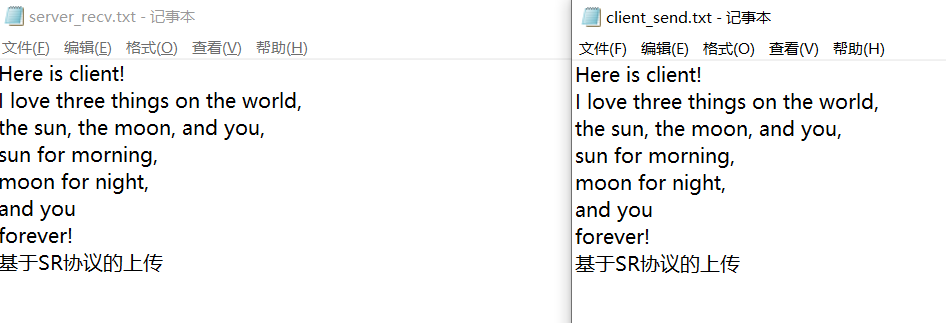 server_recv.txt - 记事本
文件(F) 编辑(E) 格式(O) 查看(V) 帮助(H)
Here is client!
I love three things on the world,
the sun, the moon, and you,
sun for morning,
moon for night,
and you
forever!
基于SR协议的上传
client_send.txt - 记事本
文件(F) 编辑(E) 格式(O) 查看(V) 帮助(H)
Here is client!
I love three things on the world,
the sun, the moon, and you,
sun for morning,
moon for night,
and you
forever!
基于SR协议的上传